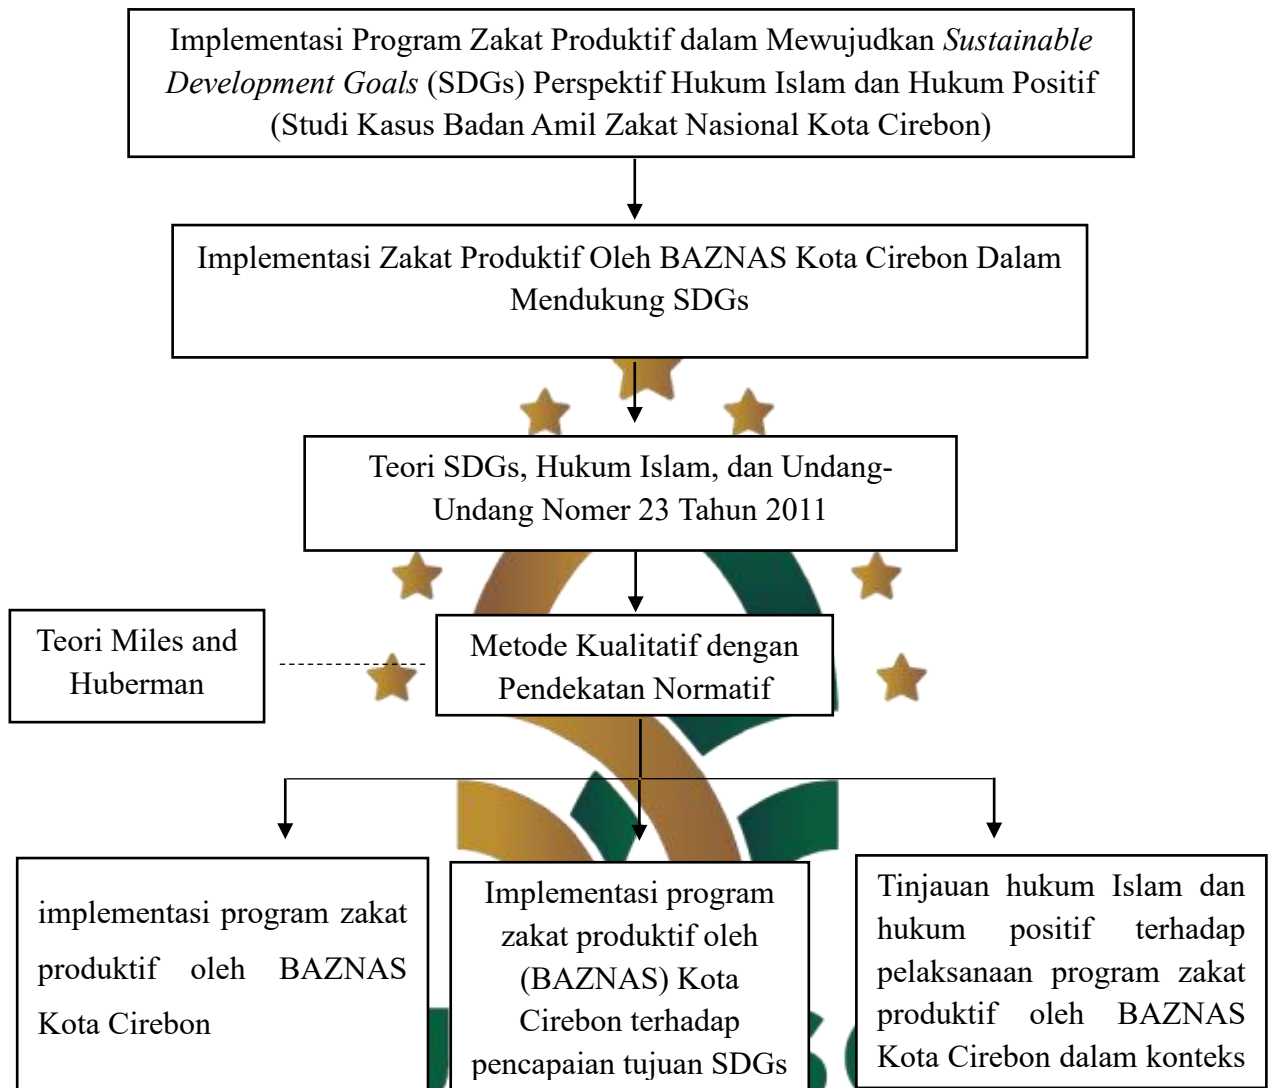 Implementasi Program Zakat Produktif dalam Mewujudkan Sustainable
Development Goals (SDGs) Perspektif Hukum Islam dan Hukum Positif
(Studi Kasus Badan Amil Zakat Nasional Kota Cirebon)
Implementasi Zakat Produktif Oleh BAZNAS Kota Cirebon Dalam
Mendukung SDGs
Teori SDGs, Hukum Islam, dan Undang-
Undang Nomer 23 Tahun 2011
Teori Miles and
Huberman
Metode Kualitatif dengan
Pendekatan Normatif
implementasi program zakat
produktif oleh BAZNAS
Kota Cirebon
Implementasi program
zakat produktif oleh
(BAZNAS) Kota
Cirebon terhadap
pencapaian tujuan SDGs
Tinjauan hukum Islam dan
hukum positif terhadap
pelaksanaan program zakat
produktif oleh BAZNAS
Kota Cirebon dalam konteks